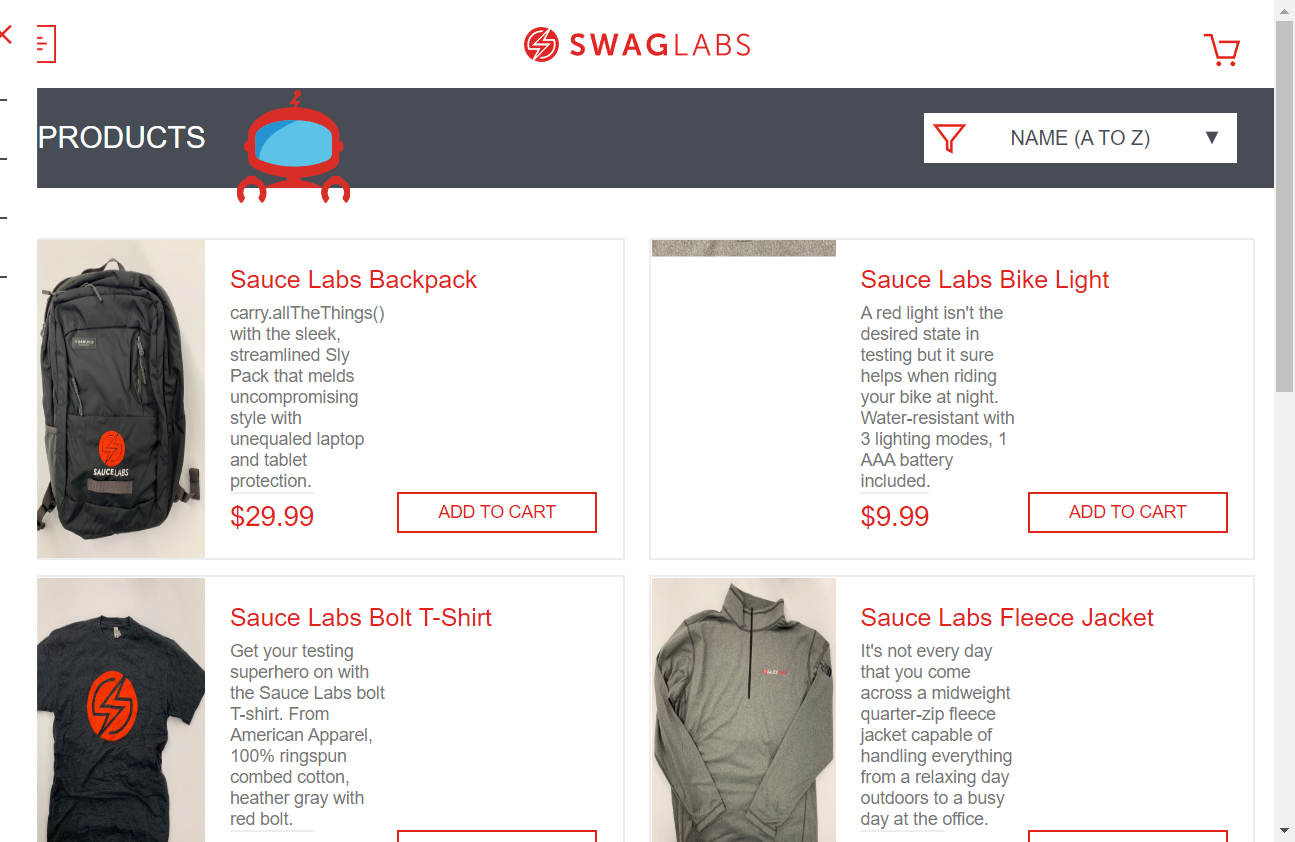 SWAGLABS
PRODUCTS
NAME (A TO Z)
Sauce Labs Backpack
carry.allTheThings()
with the sleek,
streamlined Sly
Pack that melds
uncompromising
style with
unequaled laptop
and tablet
protection.
$29.99
ADD TO CART
SAUCELABS
Sauce Labs Bike Light
A red light isn't the
desired state in
testing but it sure
helps when riding
your bike at night.
Water-resistant with
3 lighting modes, 1
AAA battery
included.
$9.99
ADD TO CART
Sauce Labs Bolt T-Shirt
Get your testing
superhero on with
the Sauce Labs bolt
T-shirt. From
American Apparel,
100% ringspun
combed cotton,
heather gray with
red bolt.
Sauce Labs Fleece Jacket
It's not every day
that you come
across a midweight
quarter-zip fleece
jacket capable of
handling everything
from a relaxing day
outdoors to a busy
day at the office.